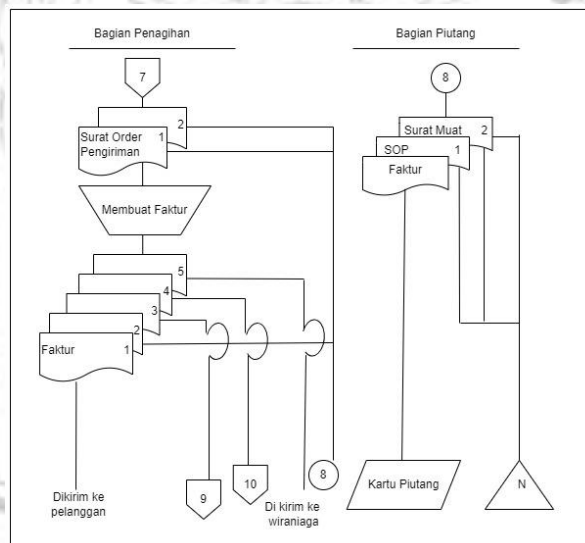 Bagian Penagihan
7
2
Surat Order 1
Pengiriman
Membuat Faktur
5
4
3
2
Faktur 1
Dikirim ke
pelanggan
9
10
Di kirim ke
wiraniaga
8
Bagian Piutang
8
Surat Muat 2
SOP 1
Faktur
Kartu Piutang
N